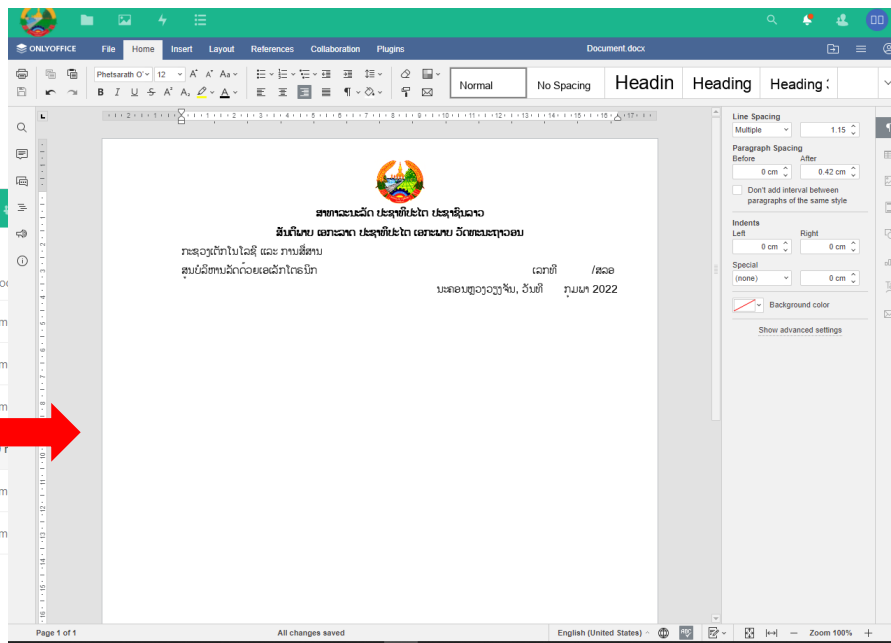 ONLYOFFICE File Home Insert Layout References Collaboration Plugins Document.docx
Phetsarath O 12 A A Aa
B I U S A A A
Normal No Spacing Headin Heading Heading
Line Spacing
Multiple 1.15
Paragraph Spacing
Before After
0 cm 0.42 cm
Don't add interval between
paragraphs of the same style
Indents
Left Right
0 cm 0 cm
Special
(none) 0 cm
Background color
Show advanced settings
ສາທາລະນະລັດ ປະຊາທິປະໄຕ ປະຊາຊົນລາວ
ສັນຕິພາບ ເອກະລາດ ປະຊາທິປະໄຕ ເອກະພາບ ວັດທະນະຖາວອນ
ກະຊວງເຕັກໂນໂລຊີ ແລະ ການສື່ສານ
ສູນບໍລິຫານລັດດ້ວຍເອເລັກໂຕຣນິກ ເລກທີ /ສລອ
ນະຄອນຫຼວງວຽງຈັນ, ວັນທີ ກຸມພາ 2022
Page 1 of 1 All changes saved English (United States) Zoom 100%